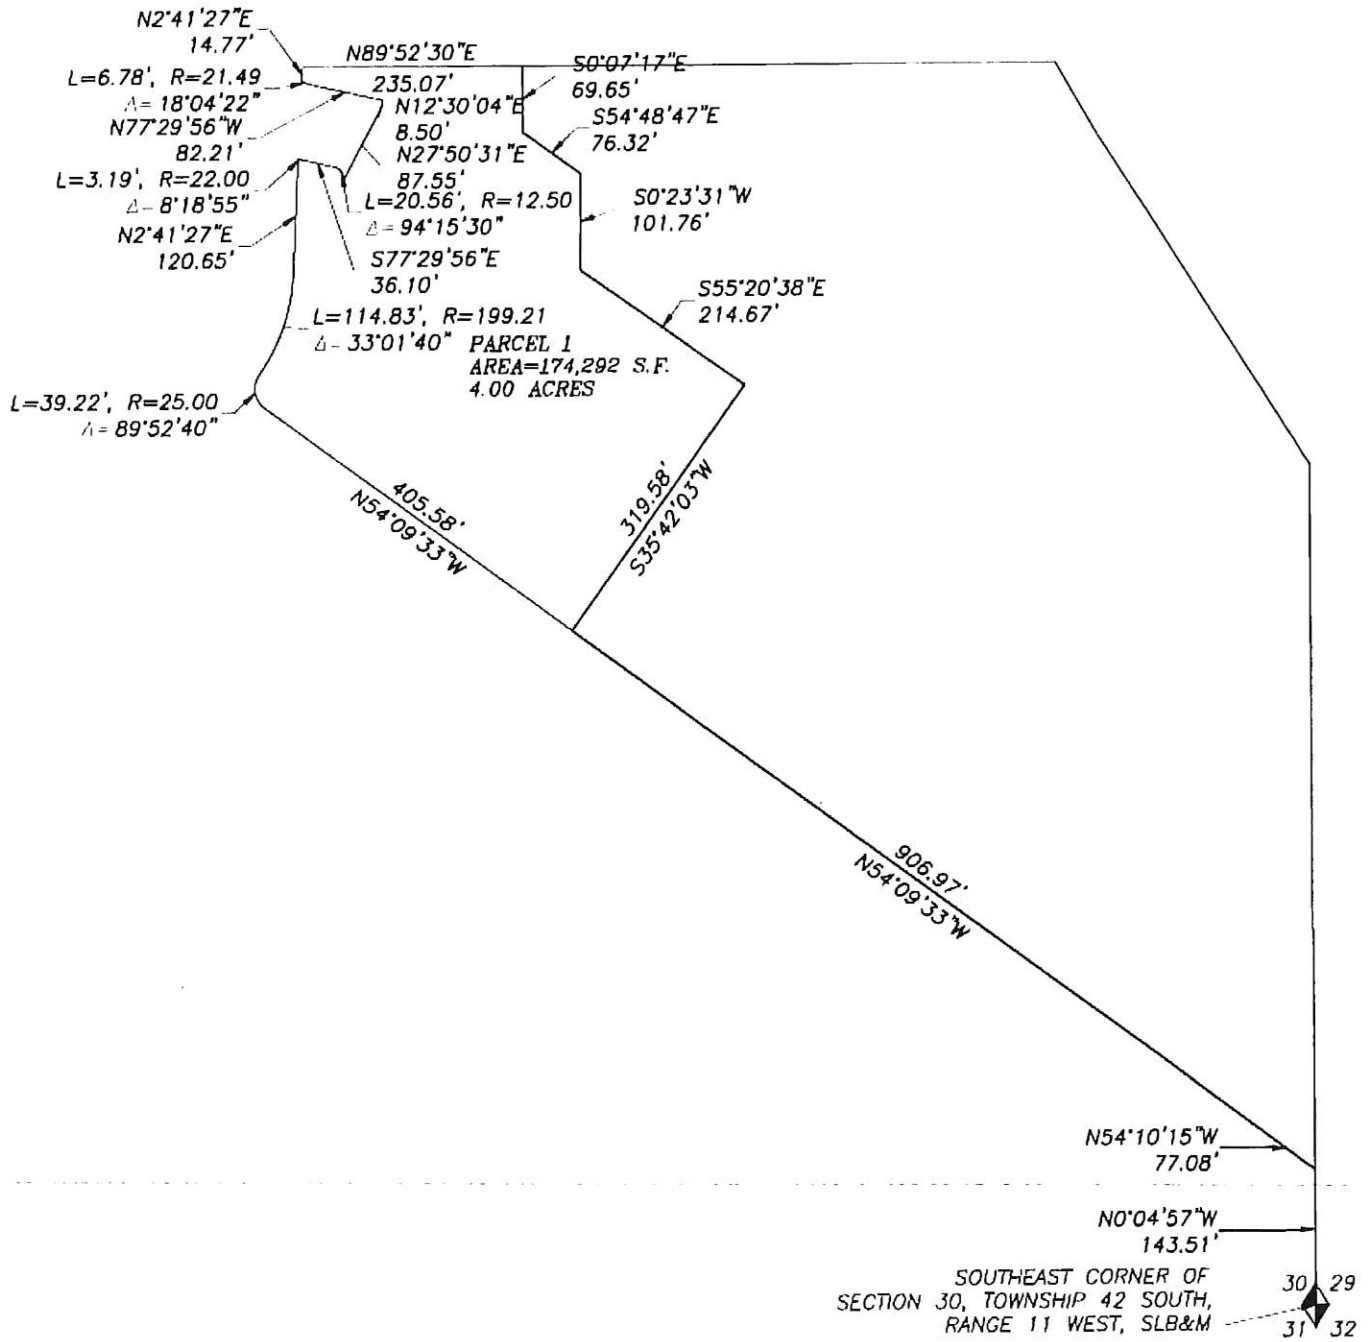 N2°41'27"E
14.77'
N89°52'30"E
235.07'
L=6.78', R=21.49
Δ= 18°04'22"
S0°07'17"E
69.65'
N12°30'04"E
8.50'
N77°29'56"W
82.21'
S54°48'47"E
76.32'
N27°50'31"E
87.55'
L=3.19', R=22.00
Δ= 8°18'55"
L=20.56', R=12.50
Δ= 94°15'30"
S0°23'31"W
101.76'
N2°41'27"E
120.65'
S77°29'56"E
36.10'
S55°20'38"E
214.67'
L=114.83', R=199.21
Δ= 33°01'40"
PARCEL 1
AREA=174,292 S.F.
4.00 ACRES
L=39.22', R=25.00
Δ= 89°52'40"
405.58'
N54°09'33"W
319.58'
S35°42'03"W
906.97'
N54°09'33"W
N54°10'15"W
77.08'
N0°04'57"W
143.51'
SOUTHEAST CORNER OF
SECTION 30, TOWNSHIP 42 SOUTH,
RANGE 11 WEST, SLB&M
30 29
31 32